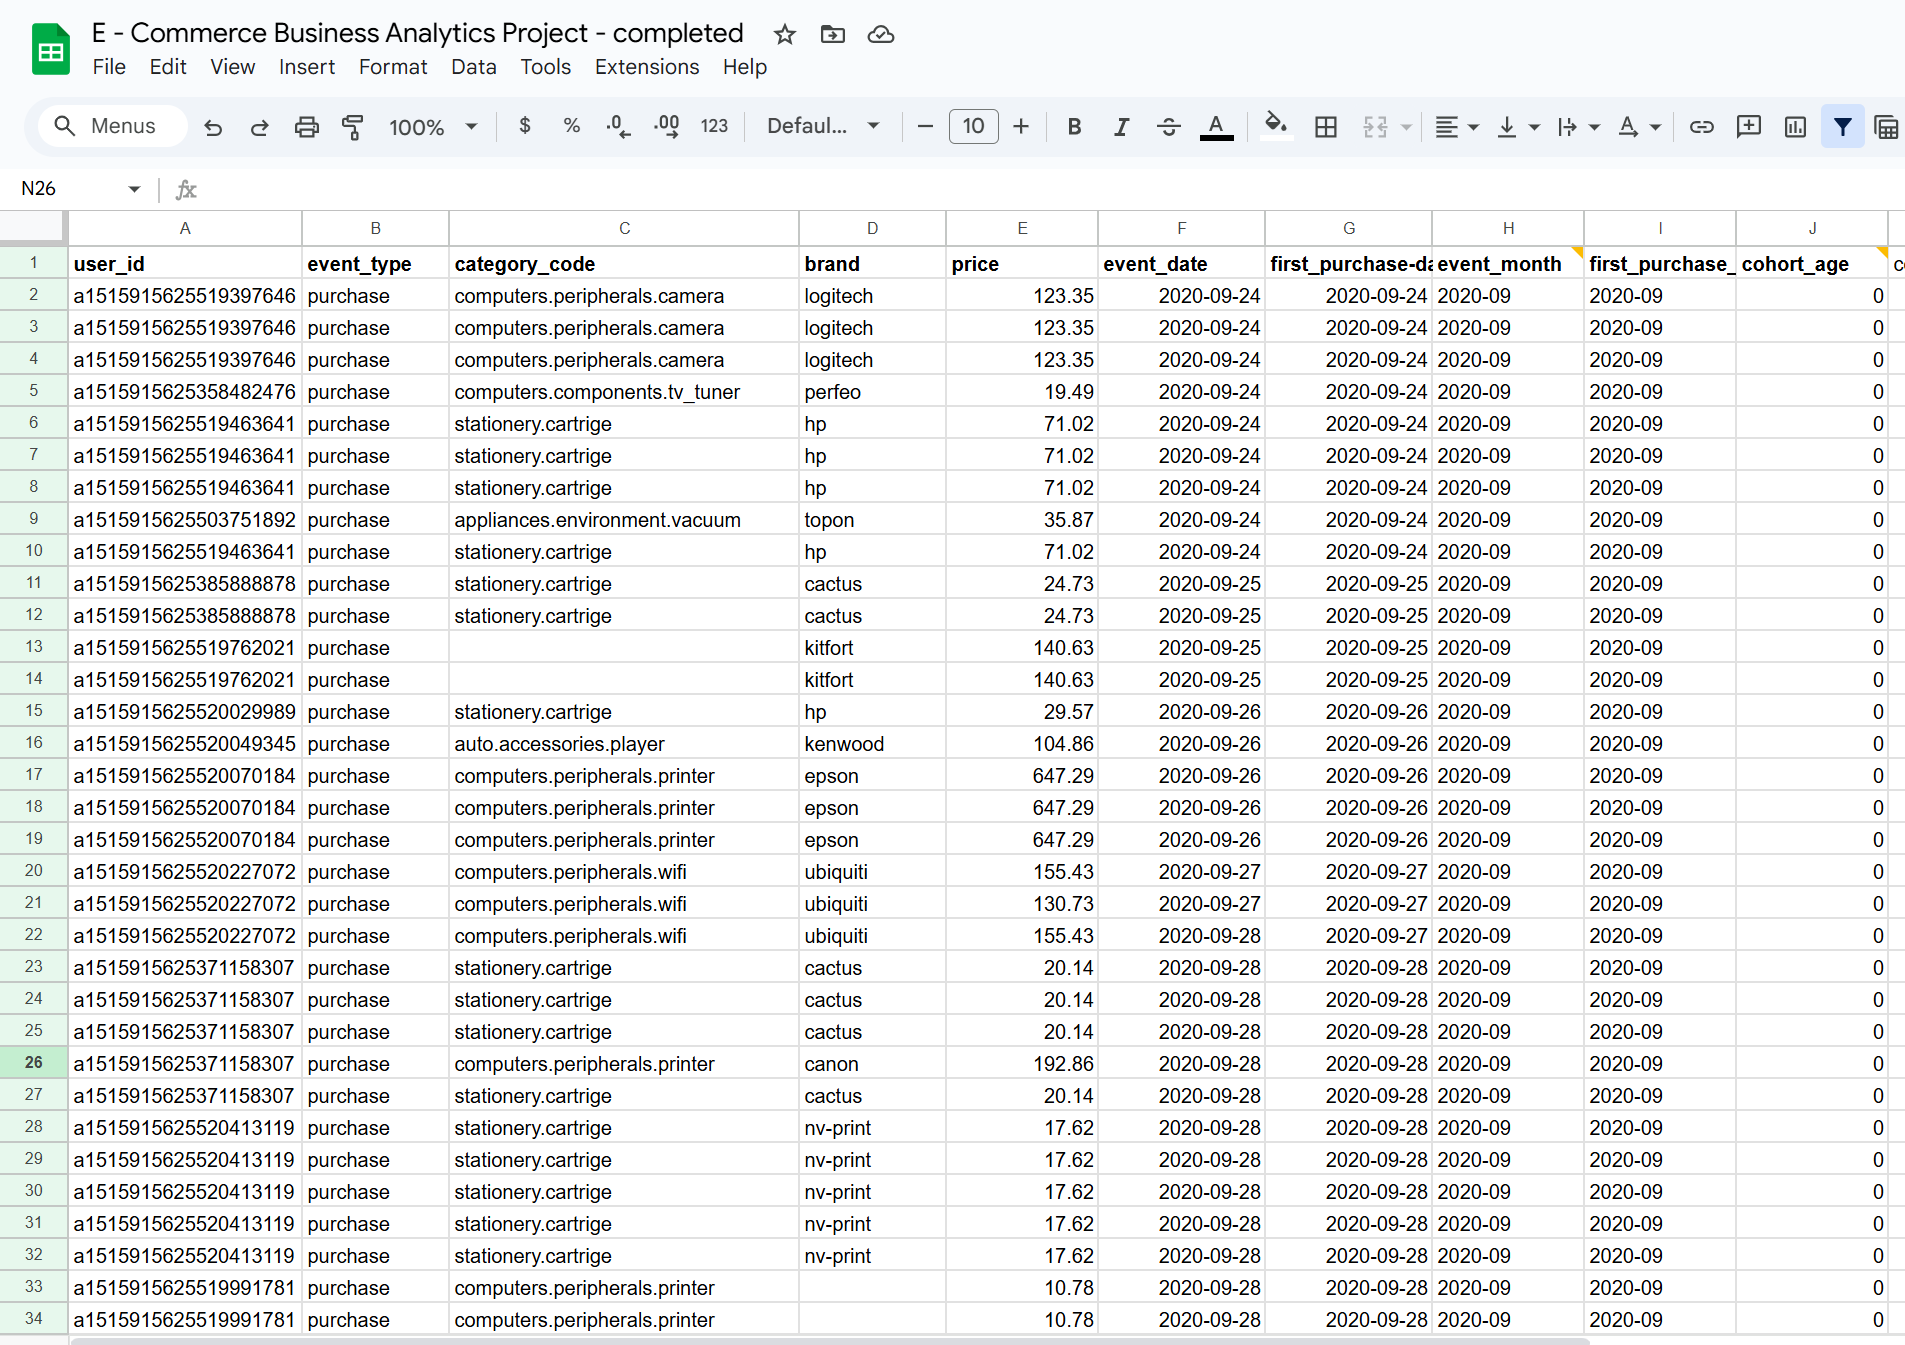 E - Commerce Business Analytics Project - completed
File Edit View Insert Format Data Tools Extensions Help
Menus 100% $ % .0 .00 123 Defaul... 10 B I A
N26 fx
A B C D E F G H I J
1 user_id event_type category_code brand price event_date first_purchase-da event_month first_purchase_ cohort_age c
2 a1515915625519397646 purchase computers.peripherals.camera logitech 123.35 2020-09-24 2020-09-24 2020-09 2020-09 0
3 a1515915625519397646 purchase computers.peripherals.camera logitech 123.35 2020-09-24 2020-09-24 2020-09 2020-09 0
4 a1515915625519397646 purchase computers.peripherals.camera logitech 123.35 2020-09-24 2020-09-24 2020-09 2020-09 0
5 a1515915625358482476 purchase computers.components.tv_tuner perfeo 19.49 2020-09-24 2020-09-24 2020-09 2020-09 0
6 a1515915625519463641 purchase stationery.cartrige hp 71.02 2020-09-24 2020-09-24 2020-09 2020-09 0
7 a1515915625519463641 purchase stationery.cartrige hp 71.02 2020-09-24 2020-09-24 2020-09 2020-09 0
8 a1515915625519463641 purchase stationery.cartrige hp 71.02 2020-09-24 2020-09-24 2020-09 2020-09 0
9 a1515915625503751892 purchase appliances.environment.vacuum topon 35.87 2020-09-24 2020-09-24 2020-09 2020-09 0
10 a1515915625519463641 purchase stationery.cartrige hp 71.02 2020-09-24 2020-09-24 2020-09 2020-09 0
11 a1515915625385888878 purchase stationery.cartrige cactus 24.73 2020-09-25 2020-09-25 2020-09 2020-09 0
12 a1515915625385888878 purchase stationery.cartrige cactus 24.73 2020-09-25 2020-09-25 2020-09 2020-09 0
13 a1515915625519762021 purchase kitfort 140.63 2020-09-25 2020-09-25 2020-09 2020-09 0
14 a1515915625519762021 purchase kitfort 140.63 2020-09-25 2020-09-25 2020-09 2020-09 0
15 a1515915625520029989 purchase stationery.cartrige hp 29.57 2020-09-26 2020-09-26 2020-09 2020-09 0
16 a1515915625520049345 purchase auto.accessories.player kenwood 104.86 2020-09-26 2020-09-26 2020-09 2020-09 0
17 a1515915625520070184 purchase computers.peripherals.printer epson 647.29 2020-09-26 2020-09-26 2020-09 2020-09 0
18 a1515915625520070184 purchase computers.peripherals.printer epson 647.29 2020-09-26 2020-09-26 2020-09 2020-09 0
19 a1515915625520070184 purchase computers.peripherals.printer epson 647.29 2020-09-26 2020-09-26 2020-09 2020-09 0
20 a1515915625520227072 purchase computers.peripherals.wifi ubiquiti 155.43 2020-09-27 2020-09-27 2020-09 2020-09 0
21 a1515915625520227072 purchase computers.peripherals.wifi ubiquiti 130.73 2020-09-27 2020-09-27 2020-09 2020-09 0
22 a1515915625520227072 purchase computers.peripherals.wifi ubiquiti 155.43 2020-09-28 2020-09-27 2020-09 2020-09 0
23 a1515915625371158307 purchase stationery.cartrige cactus 20.14 2020-09-28 2020-09-28 2020-09 2020-09 0
24 a1515915625371158307 purchase stationery.cartrige cactus 20.14 2020-09-28 2020-09-28 2020-09 2020-09 0
25 a1515915625371158307 purchase stationery.cartrige cactus 20.14 2020-09-28 2020-09-28 2020-09 2020-09 0
26 a1515915625371158307 purchase computers.peripherals.printer canon 192.86 2020-09-28 2020-09-28 2020-09 2020-09 0
27 a1515915625371158307 purchase stationery.cartrige cactus 20.14 2020-09-28 2020-09-28 2020-09 2020-09 0
28 a1515915625520413119 purchase stationery.cartrige nv-print 17.62 2020-09-28 2020-09-28 2020-09 2020-09 0
29 a1515915625520413119 purchase stationery.cartrige nv-print 17.62 2020-09-28 2020-09-28 2020-09 2020-09 0
30 a1515915625520413119 purchase stationery.cartrige nv-print 17.62 2020-09-28 2020-09-28 2020-09 2020-09 0
31 a1515915625520413119 purchase stationery.cartrige nv-print 17.62 2020-09-28 2020-09-28 2020-09 2020-09 0
32 a1515915625520413119 purchase stationery.cartrige nv-print 17.62 2020-09-28 2020-09-28 2020-09 2020-09 0
33 a1515915625519991781 purchase computers.peripherals.printer 10.78 2020-09-28 2020-09-28 2020-09 2020-09 0
34 a1515915625519991781 purchase computers.peripherals.printer 10.78 2020-09-28 2020-09-28 2020-09 2020-09 0